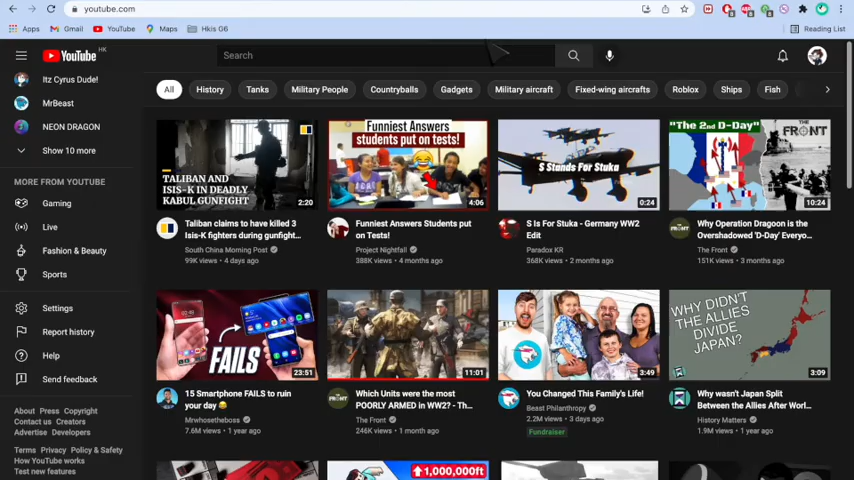 youtube.com
Reading List
Apps
Gmail
YouTube
Maps
Hkis G6
YouTube HK
Search
Itz Cyrus Dude!
MrBeast
NEON DRAGON
Show 10 more
MORE FROM YOUTUBE
Gaming
Live
Fashion & Beauty
Sports
Settings
Report history
Help
Send feedback
About Press Copyright
Contact us Creators
Advertise Developers
Terms Privacy Policy & Safety
How YouTube works
Test new features
All
History
Tanks
Military People
Countryballs
Gadgets
Military aircraft
Fixed-wing aircrafts
Roblox
Ships
Fish
TALIBAN AND
ISIS-K IN DEADLY
KABUL GUNFIGHT
2:20
Taliban claims to have killed 3
Isis-K fighters during gunfight...
South China Morning Post
99K views • 4 days ago
Funniest Answers
students put on tests!
4:06
Funniest Answers Students put
on Tests!
Project Nightfall
388K views • 4 months ago
S Stands For Stuka
0:24
S Is For Stuka - Germany WW2
Edit
Paradox KR
368K views • 2 months ago
"The 2nd D-Day"
THE FRONT
10:24
Why Operation Dragoon is the
Overshadowed 'D-Day' Everyo...
The Front
151K views • 3 months ago
FAILS
23:51
15 Smartphone FAILS to ruin
your day 😂
Mrwhosetheboss
7.6M views • 1 year ago
11:01
Which Units were the most
POORLY ARMED in WW2? - Th...
The Front
246K views • 1 month ago
3:49
You Changed This Family's Life!
Beast Philanthropy
2.2M views • 3 days ago
Fundraiser
WHY DIDN'T
THE ALLIES
DIVIDE
JAPAN?
3:09
Why wasn't Japan Split
Between the Allies After Worl...
History Matters
1.9M views • 1 year ago
1,000,000ft